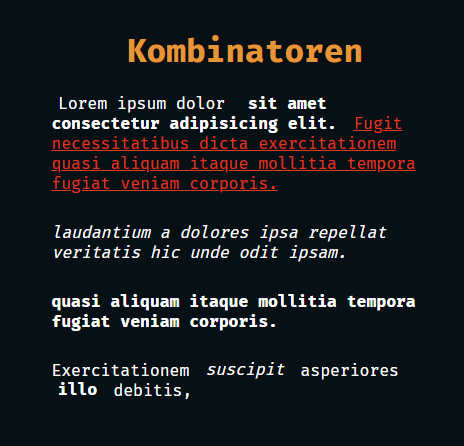 Kombinatoren
Lorem ipsum dolor sit amet
consectetur adipisicing elit. Fugit
necessitatibus dicta exercitationem
quasi aliquam itaque mollitia tempora
fugiat veniam corporis.
laudantium a dolores ipsa repellat
veritatis hic unde odit ipsam.
quasi aliquam itaque mollitia tempora
fugiat veniam corporis.
Exercitationem suscipit asperiores
illo debitis,